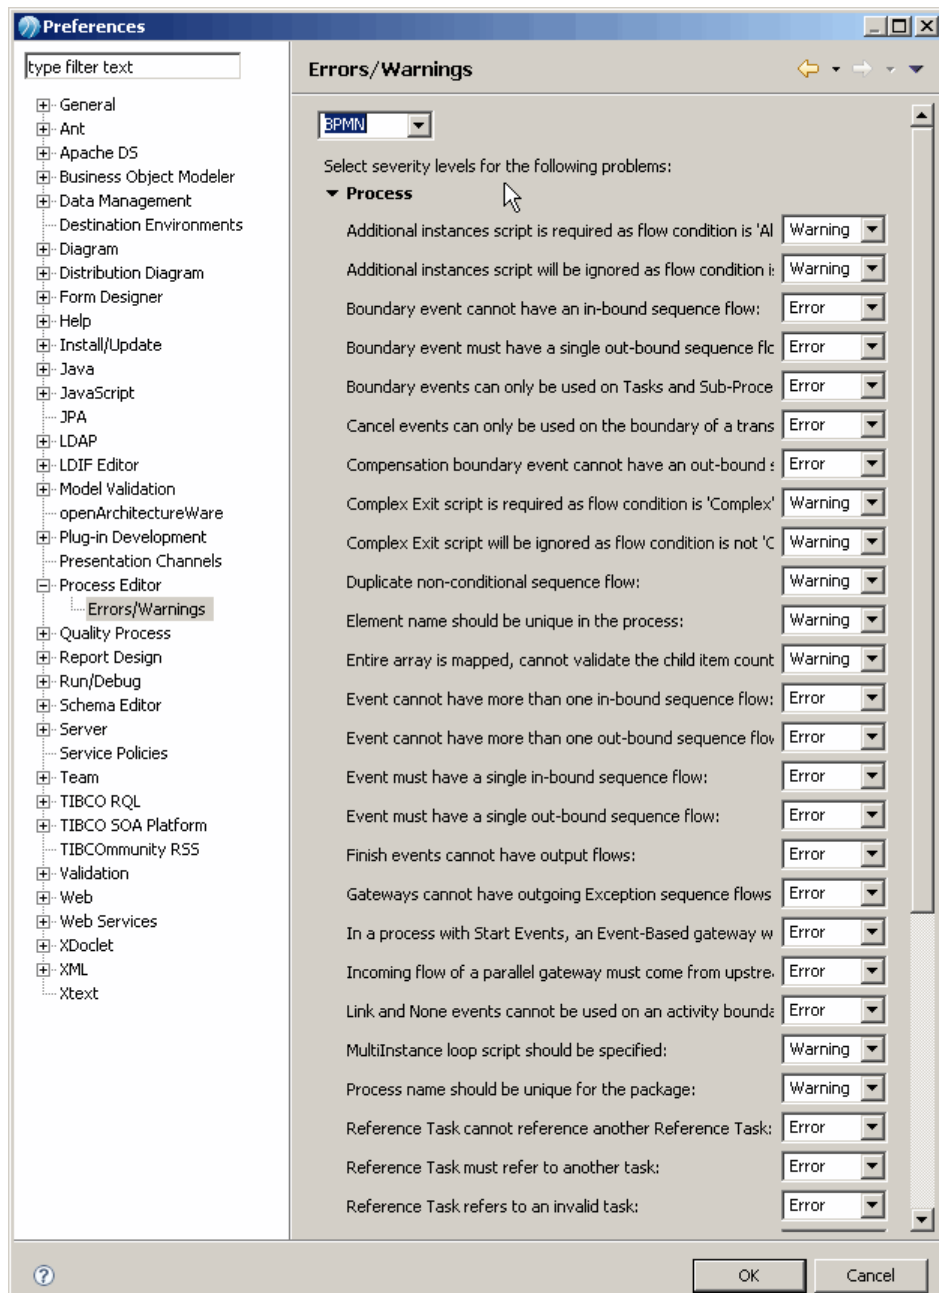 Preferences
type filter text
General
Ant
Apache DS
Business Object Modeler
Data Management
Destination Environments
Diagram
Distribution Diagram
Form Designer
Help
Install/Update
Java
JavaScript
JPA
LDAP
LDIF Editor
Model Validation
openArchitectureWare
Plug-in Development
Presentation Channels
Process Editor
Errors/Warnings
Quality Process
Report Design
Run/Debug
Schema Editor
Server
Service Policies
Team
TIBCO RQL
TIBCO SOA Platform
TIBCOmmunity RSS
Validation
Web
Web Services
XDoclet
XML
Xtext
Errors/Warnings
BPMN
Select severity levels for the following problems:
Process
Additional instances script is required as flow condition is 'Al Warning
Additional instances script will be ignored as flow condition is Warning
Boundary event cannot have an in-bound sequence flow: Error
Boundary event must have a single out-bound sequence flo Error
Boundary events can only be used on Tasks and Sub-Proce Error
Cancel events can only be used on the boundary of a trans Error
Compensation boundary event cannot have an out-bound s Error
Complex Exit script is required as flow condition is 'Complex' Warning
Complex Exit script will be ignored as flow condition is not 'C Warning
Duplicate non-conditional sequence flow: Warning
Element name should be unique in the process: Warning
Entire array is mapped, cannot validate the child item count Warning
Event cannot have more than one in-bound sequence flow: Error
Event cannot have more than one out-bound sequence flow Error
Event must have a single in-bound sequence flow: Error
Event must have a single out-bound sequence flow: Error
Finish events cannot have output flows: Error
Gateways cannot have outgoing Exception sequence flows Error
In a process with Start Events, an Event-Based gateway w Error
Incoming flow of a parallel gateway must come from upstrea Error
Link and None events cannot be used on an activity bounda Error
MultiInstance loop script should be specified: Warning
Process name should be unique for the package: Warning
Reference Task cannot reference another Reference Task: Error
Reference Task must refer to another task: Error
Reference Task refers to an invalid task: Error
?
OK
Cancel